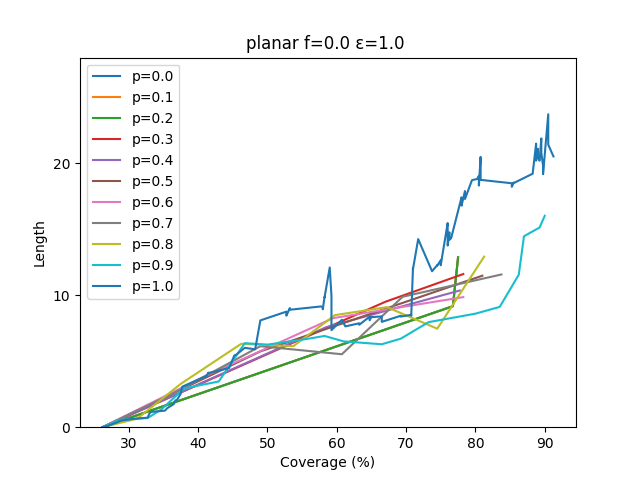 planar f=0.0 ε=1.0
p=0.0
p=0.1
p=0.2
p=0.3
p=0.4
p=0.5
p=0.6
p=0.7
p=0.8
p=0.9
p=1.0
20
10
0
Length
30 40 50 60 70 80 90
Coverage (%)